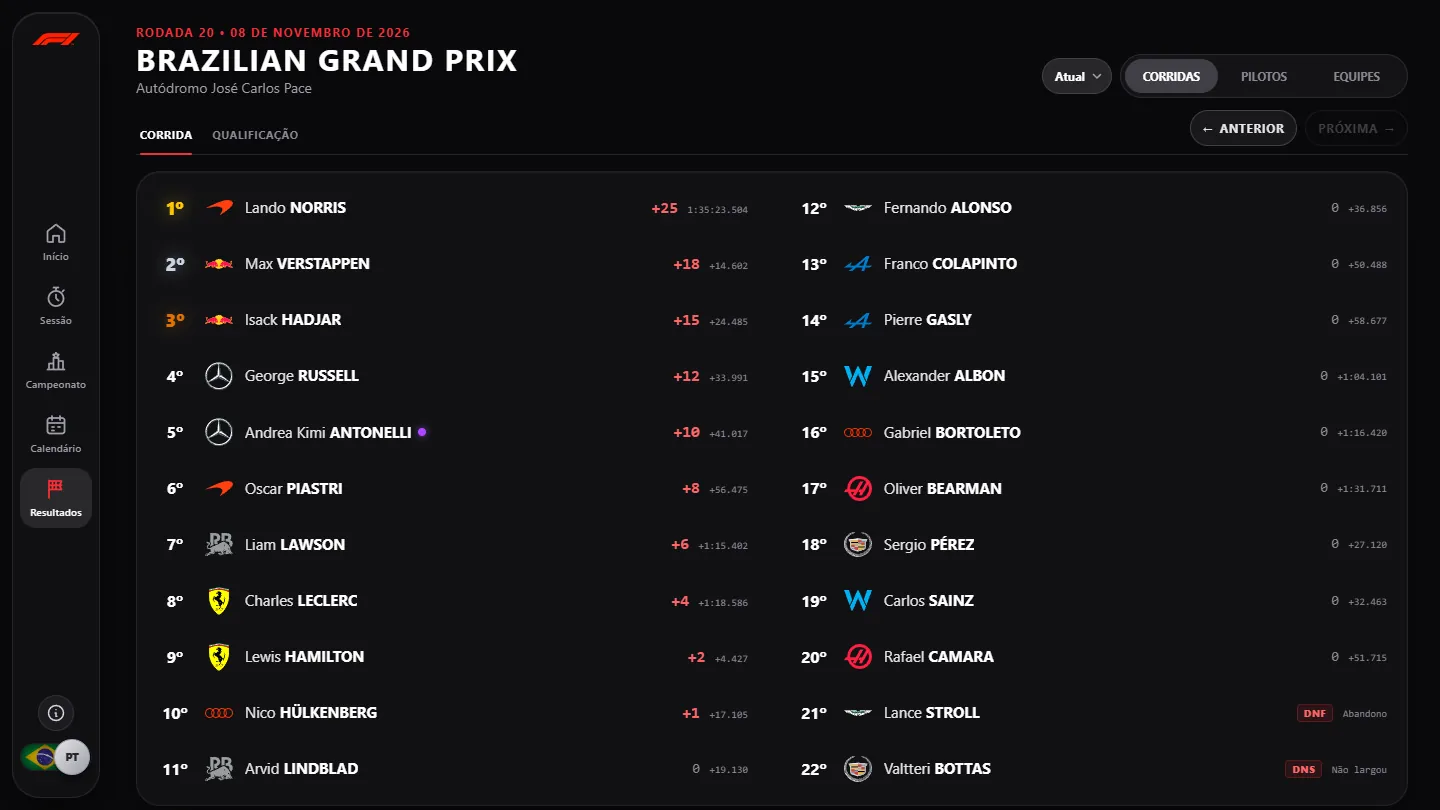 RODADA 20 • 08 DE NOVEMBRO DE 2026
BRAZILIAN GRAND PRIX
Autódromo José Carlos Pace
Atual
CORRIDAS
PILOTOS
EQUIPES
CORRIDA
QUALIFICAÇÃO
← ANTERIOR
PRÓXIMA →
Início
Sessão
Campeonato
Calendário
Resultados
PT
1º Lando NORRIS +25 1:35:23.504
2º Max VERSTAPPEN +18 +14.602
3º Isack HADJAR +15 +24.485
4º George RUSSELL +12 +33.991
5º Andrea Kimi ANTONELLI +10 +41.017
6º Oscar PIASTRI +8 +56.475
7º Liam LAWSON +6 +1:15.402
8º Charles LECLERC +4 +1:18.586
9º Lewis HAMILTON +2 +4.427
10º Nico HÜLKENBERG +1 +17.105
11º Arvid LINDBLAD 0 +19.130
12º Fernando ALONSO 0 +36.856
13º Franco COLAPINTO 0 +50.488
14º Pierre GASLY 0 +58.677
15º Alexander ALBON 0 +1:04.101
16º Gabriel BORTOLETO 0 +1:16.420
17º Oliver BEARMAN 0 +1:31.711
18º Sergio PÉREZ 0 +27.120
19º Carlos SAINZ 0 +32.463
20º Rafael CAMARA 0 +51.715
21º Lance STROLL DNF Abandono
22º Valtteri BOTTAS DNS Não largou